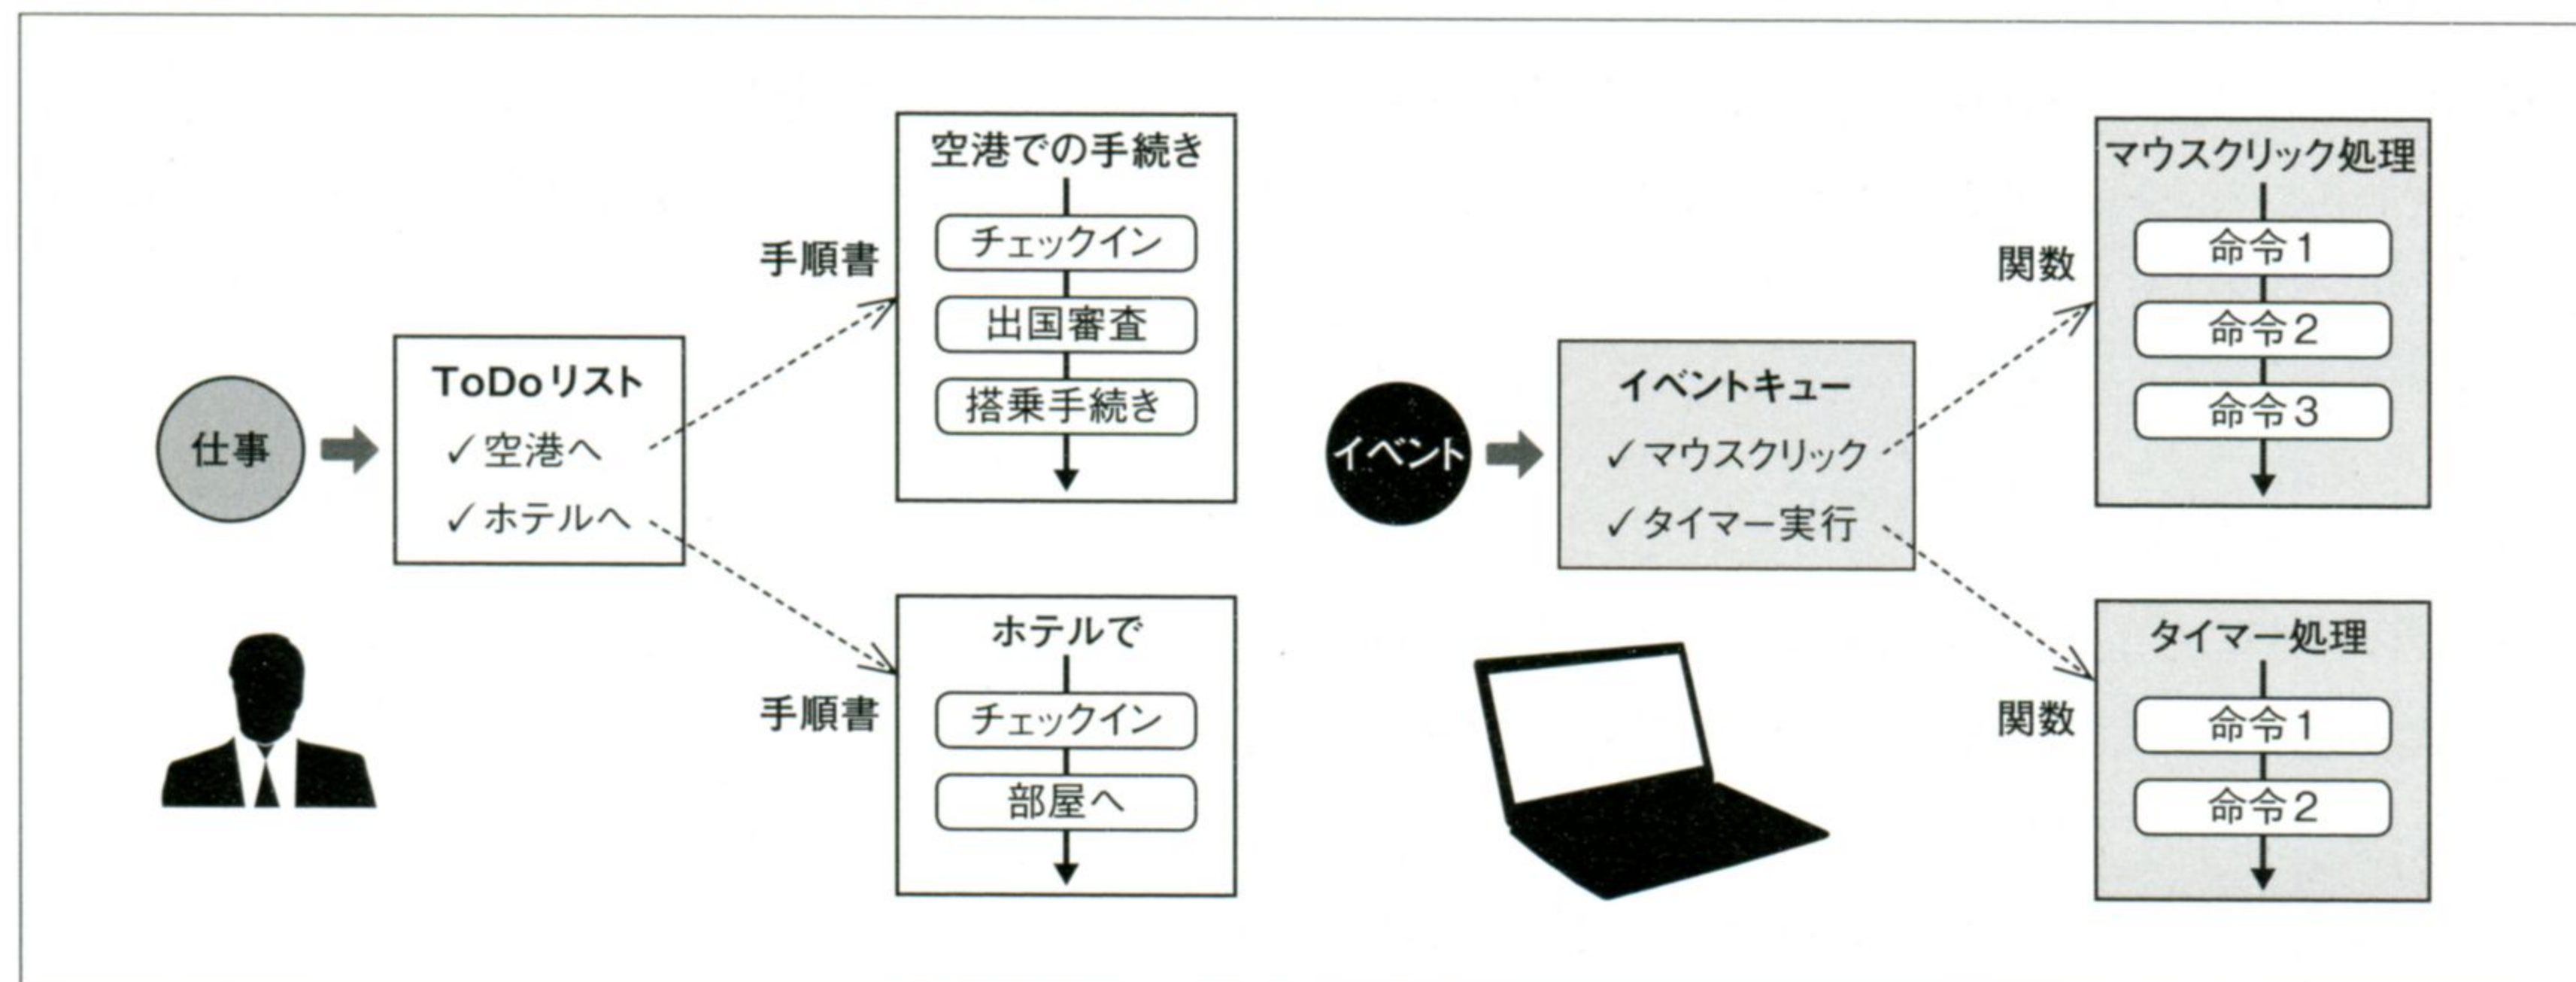 仕事
ToDoリスト
✓空港へ
✓ホテルへ
手順書
空港での手続き
チェックイン
出国審査
搭乗手続き
手順書
ホテルで
チェックイン
部屋へ
イベント
イベントキュー
✓マウスクリック
✓タイマー実行
関数
マウスクリック処理
命令1
命令2
命令3
関数
タイマー処理
命令1
命令2